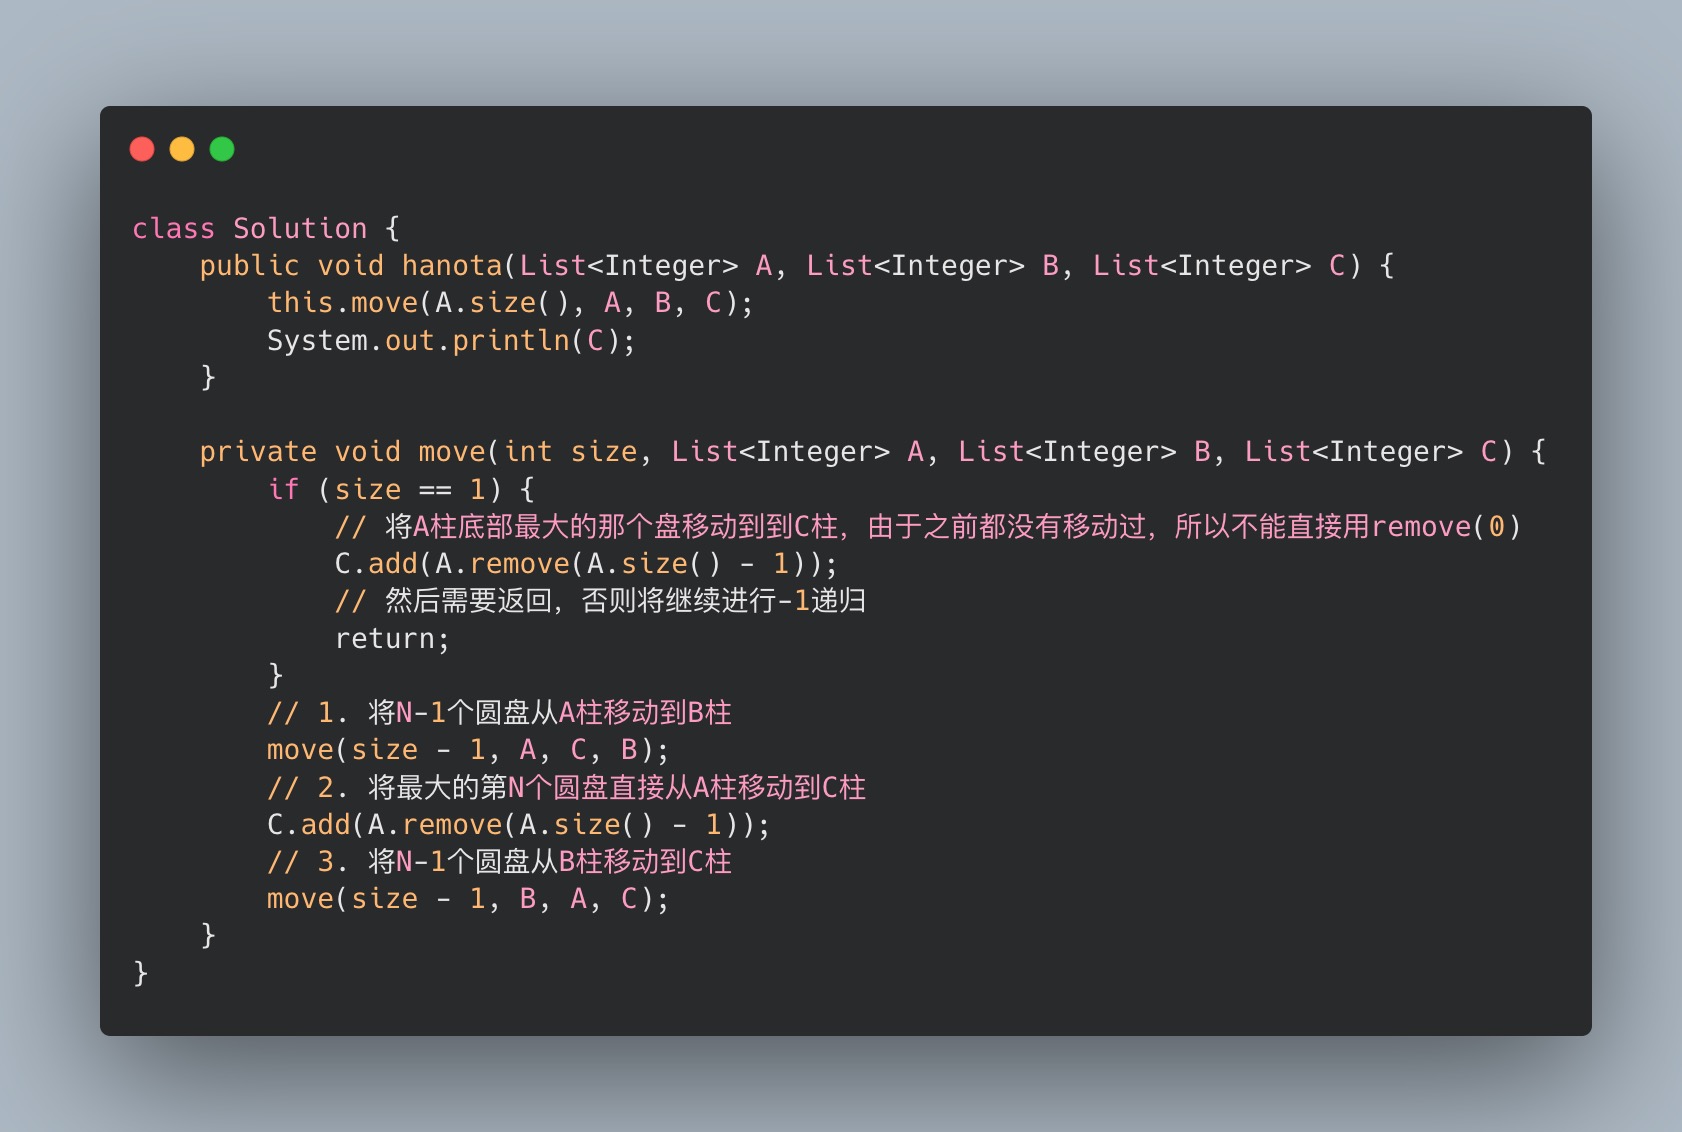 class Solution {
    public void hanota(List<Integer> A, List<Integer> B, List<Integer> C) {
        this.move(A.size(), A, B, C);
        System.out.println(C);
    }

    private void move(int size, List<Integer> A, List<Integer> B, List<Integer> C) {
        if (size == 1) {
            // 将A柱底部最大的那个盘移动到到C柱，由于之前都没有移动过，所以不能直接用remove(0)
            C.add(A.remove(A.size() - 1));
            // 然后需要返回，否则将继续进行-1递归
            return;
        }
        // 1. 将N-1个圆盘从A柱移动到B柱
        move(size - 1, A, C, B);
        // 2. 将最大的第N个圆盘直接从A柱移动到C柱
        C.add(A.remove(A.size() - 1));
        // 3. 将N-1个圆盘从B柱移动到C柱
        move(size - 1, B, A, C);
    }
}